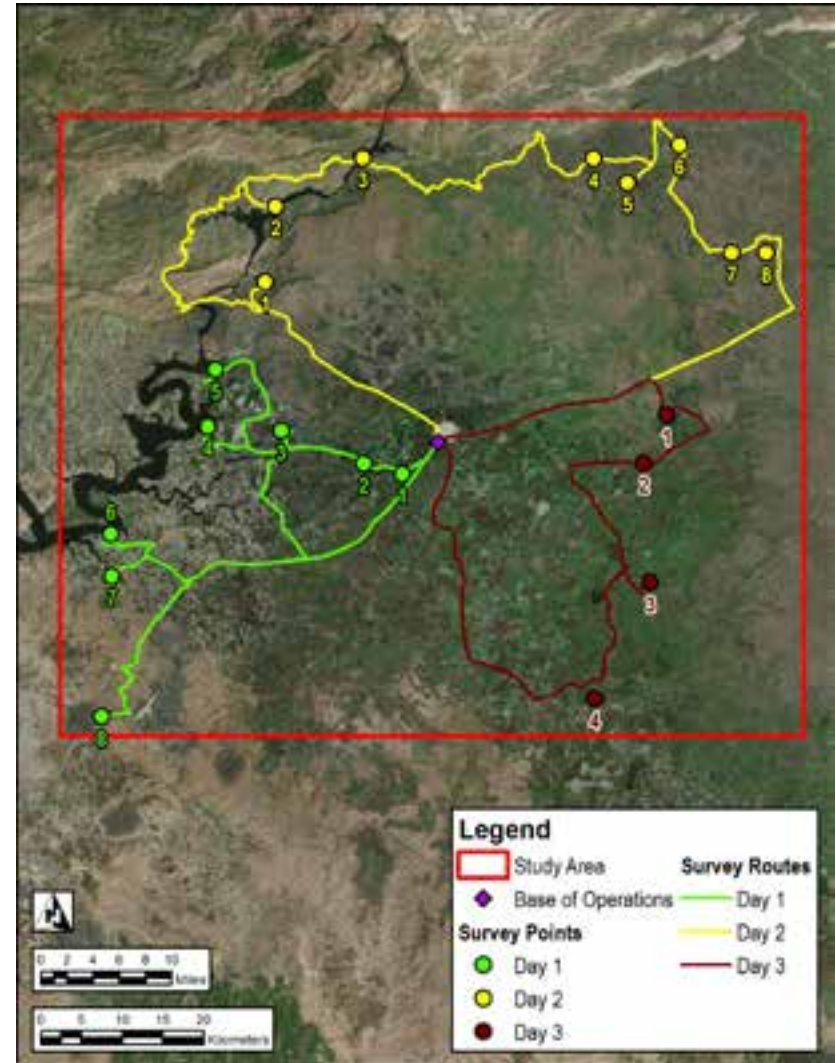 3
6
4
5
2
7
8
1
5
1
4
3
2
1
2
6
7
3
4
8
Legend
Study Area
Base of Operations
Survey Points
Day 1
Day 2
Day 3
Survey Routes
Day 1
Day 2
Day 3
N
0 2 4 6 8 10
Miles
0 5 10 15 20
Kilometers